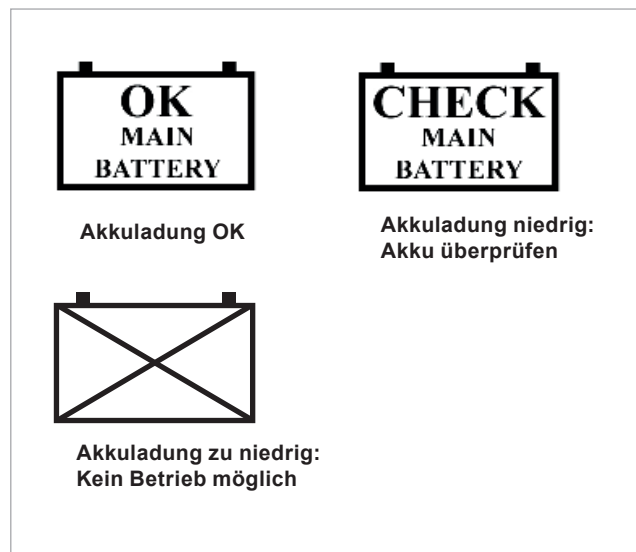 OK
MAIN
BATTERY
Akkuladung OK
CHECK
MAIN
BATTERY
Akkuladung niedrig:
Akku überprüfen
Akkuladung zu niedrig:
Kein Betrieb möglich